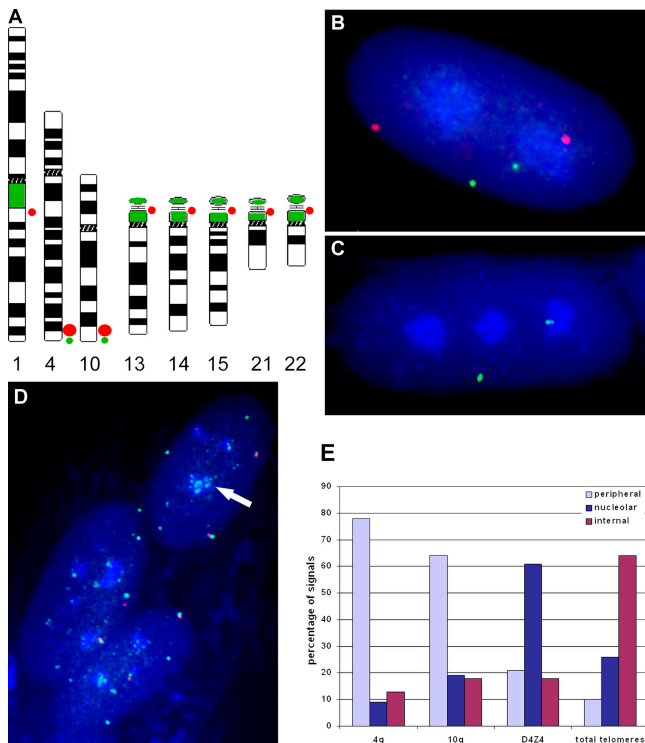 A
B
1 4 10 13 14 15 21 22
C
D
E
percentage of signals
90
80
70
60
50
40
30
20
10
0
peripheral
nucleolar
internal
4q 10q D4Z4 total telomeres